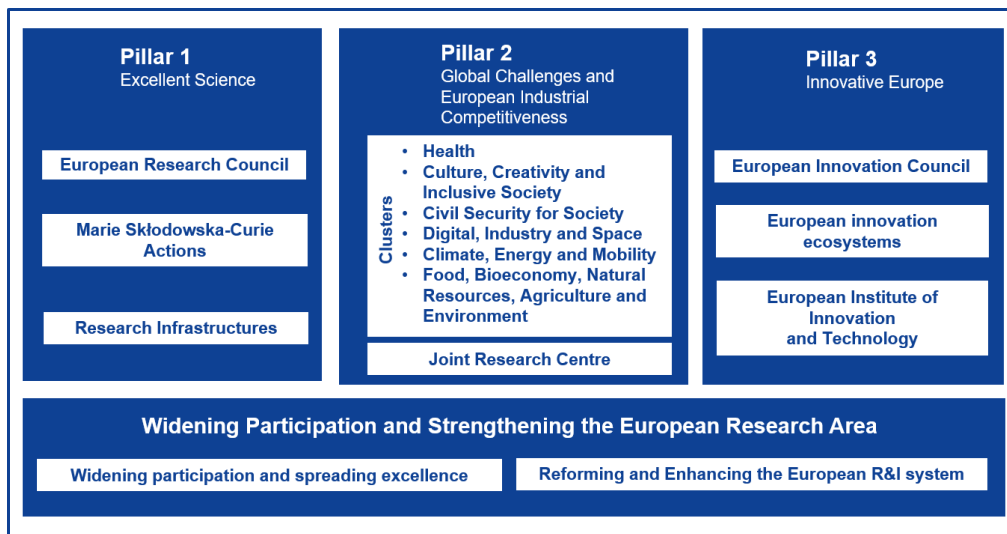 Pillar 1
Excellent Science
European Research Council
Marie Skłodowska-Curie
Actions
Research Infrastructures
Pillar 2
Global Challenges and
European Industrial
Competitiveness
Clusters
• Health
• Culture, Creativity and
Inclusive Society
• Civil Security for Society
• Digital, Industry and Space
• Climate, Energy and Mobility
• Food, Bioeconomy, Natural
Resources, Agriculture and
Environment
Joint Research Centre
Pillar 3
Innovative Europe
European Innovation Council
European innovation
ecosystems
European Institute of
Innovation
and Technology
Widening Participation and Strengthening the European Research Area
Widening participation and spreading excellence
Reforming and Enhancing the European R&I system